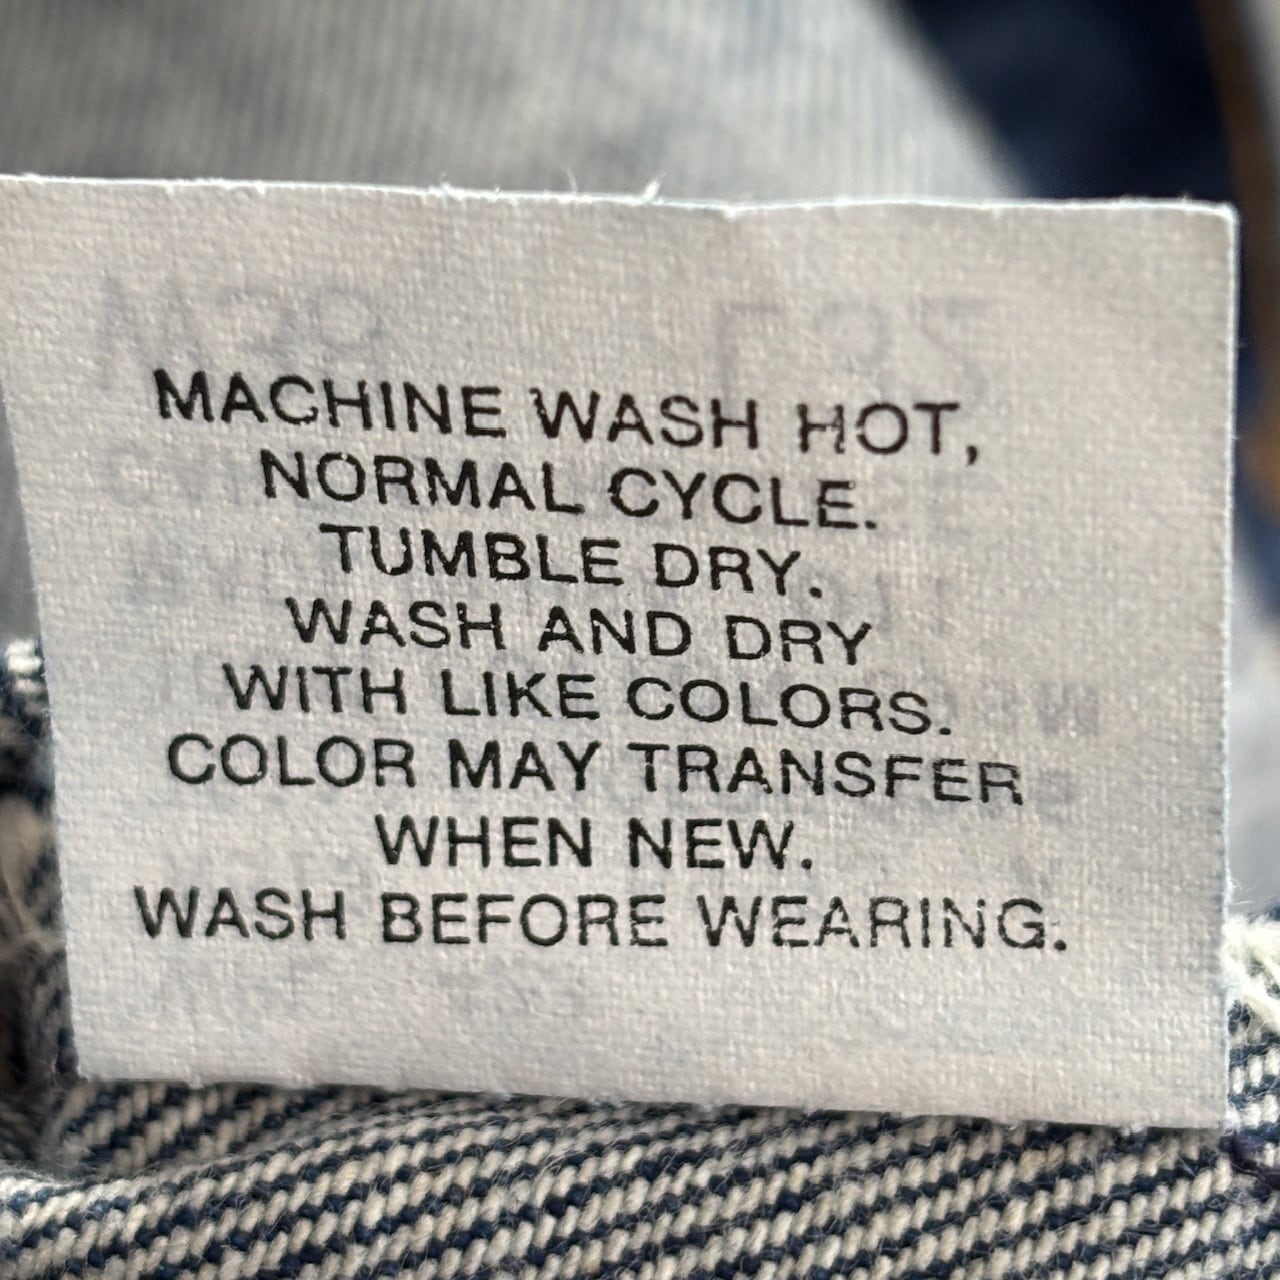 MACHINE WASH HOT,
NORMAL CYCLE.
TUMBLE DRY.
WASH AND DRY
WITH LIKE COLORS.
COLOR MAY TRANSFER
WHEN NEW.
WASH BEFORE WEARING.